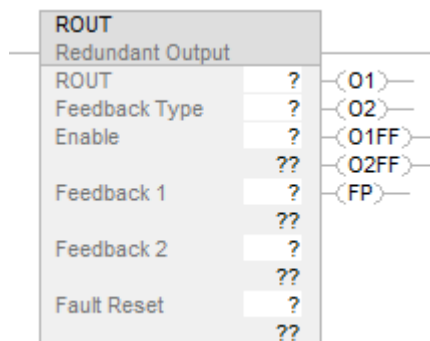 ROUT
Redundant Output
ROUT ? O1
Feedback Type ? O2
Enable ? O1FF
?? O2FF
Feedback 1 ? FP
??
Feedback 2 ?
??
Fault Reset ?
??